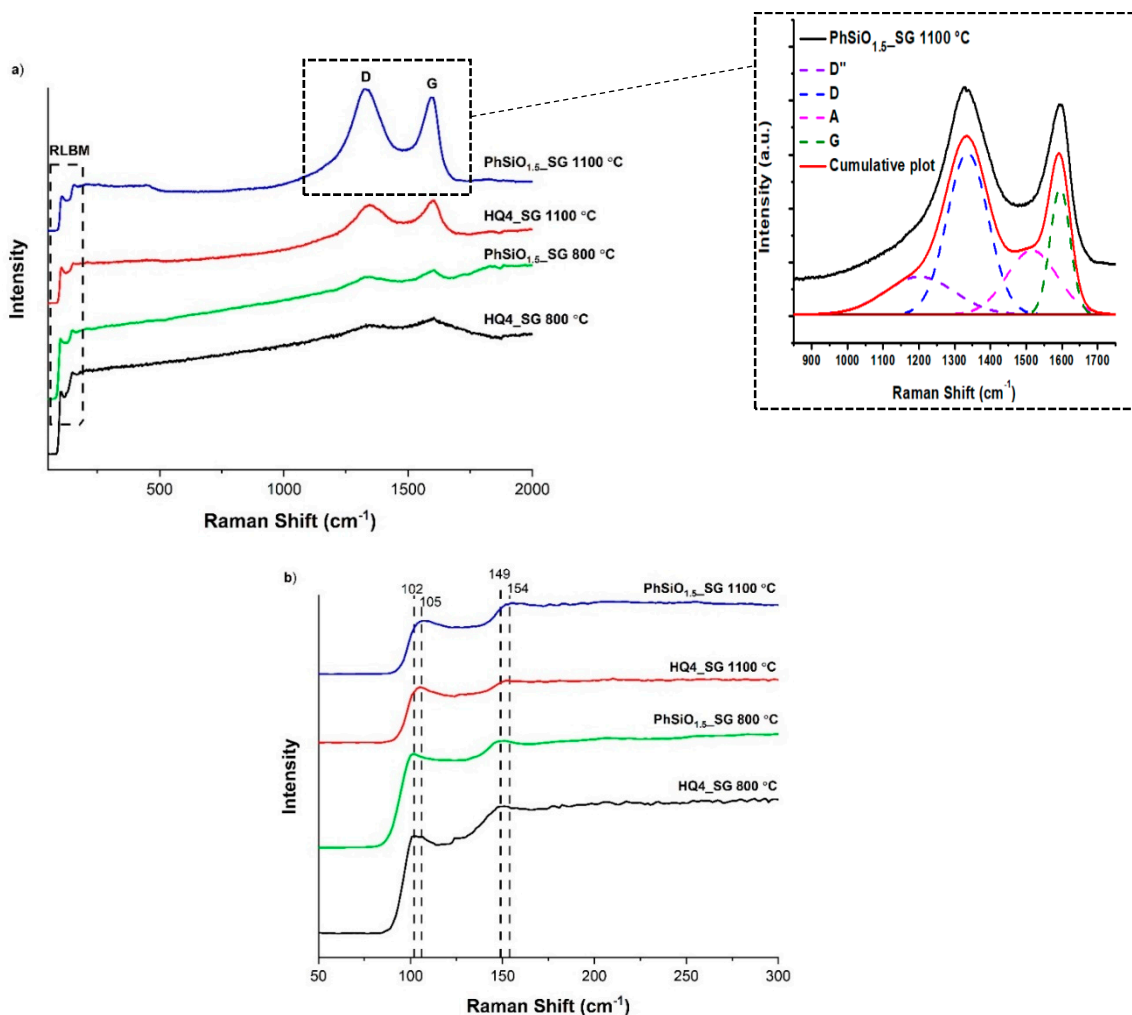 a)
D
G
RLBM
PhSiO1.5_SG 1100 °C
HQ4_SG 1100 °C
PhSiO1.5_SG 800 °C
HQ4_SG 800 °C
Intensity
500
1000
1500
2000
Raman Shift (cm-1)
PhSiO1.5_SG 1100 ºC
D"
D
A
G
Cumulative plot
Intensity (a.u.)
900 1000 1100 1200 1300 1400 1500 1600 1700
Raman Shift (cm-1)
b)
102
105
149
154
PhSiO1.5_SG 1100 °C
HQ4_SG 1100 °C
PhSiO1.5_SG 800 °C
HQ4_SG 800 °C
Intensity
50 100 150 200 250 300
Raman Shift (cm-1)